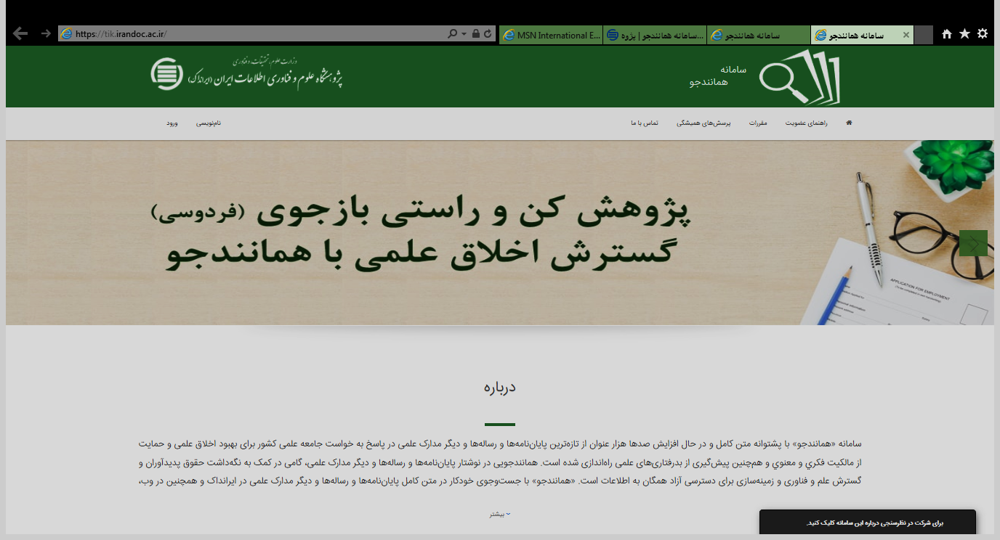 https://tik.irandoc.ac.ir/
MSN International E...
سامانه همانندجو | پژوه...
سامانه همانندجو
سامانه همانندجو
سامانه
همانندجو
وزارت علوم، تحقیقات و فناوری
پژوهشگاه علوم و فناوری اطلاعات ایران (ایرانداک)
راهنمای عضویت
مقررات
پرسش‌های همیشگی
تماس با ما
نام‌نویسی
ورود
پژوهش کن و راستی بازجوی (فردوسی)
گسترش اخلاق علمی با همانندجو
APPLICATION FOR EMPLOYMENT
درباره
سامانه «همانندجو» با پشتوانه متن کامل و در حال افزایش صدها هزار عنوان از تازه‌ترین پایان‌نامه‌ها و رساله‌ها و دیگر مدارک علمی در پاسخ به خواست جامعه علمی کشور برای بهبود اخلاق علمی و حمایت
از مالکیت فکري و معنوي و هم‌چنین پیش‌گیری از بدرفتاری‌های علمی راه‌اندازی شده است. همانندجویی در نوشتار پایان‌نامه‌ها و رساله‌ها و دیگر مدارک علمی، گامی در کمک به نگه‌داشت حقوق پدیدآوران و
گسترش علم و فناوری و زمینه‌سازی برای دسترسی آزاد همگان به اطلاعات است. «همانندجو» با جست‌وجوی خودکار در متن کامل پایان‌نامه‌ها و رساله‌ها و دیگر مدارک علمی در ایرانداک و همچنین در وب،
بیشتر
برای شرکت در نظرسنجی درباره این سامانه کلیک کنید.